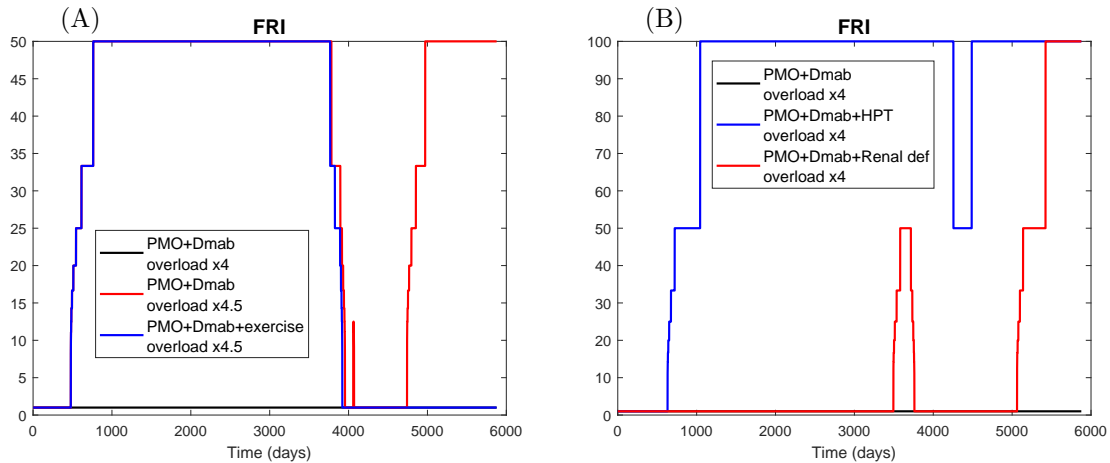 (A)
FRI
50
45
40
35
30
25
20
15
10
5
0
PMO+Dmab
overload x4
PMO+Dmab
overload x4.5
PMO+Dmab+exercise
overload x4.5
0 1000 2000 3000 4000 5000 6000
Time (days)
(B)
FRI
100
90
80
70
60
50
40
30
20
10
0
PMO+Dmab
overload x4
PMO+Dmab+HPT
overload x4
PMO+Dmab+Renal def
overload x4
0 1000 2000 3000 4000 5000 6000
Time (days)